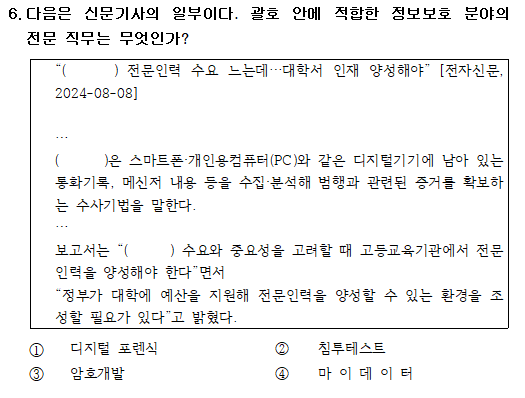 6. 다음은 신문기사의 일부이다. 괄호 안에 적합한 정보보호 분야의
전문 직무는 무엇인가?
“(      ) 전문인력 수요 느는데…대학서 인재 양성해야” [전자신문,
2024-08-08]
…
(      )은 스마트폰·개인용컴퓨터(PC)와 같은 디지털기기에 남아 있는
통화기록, 메신저 내용 등을 수집·분석해 범행과 관련된 증거를 확보하
는 수사기법을 말한다.
…
보고서는 “(      ) 수요와 중요성을 고려할 때 고등교육기관에서 전문
인력을 양성해야 한다”면서
“정부가 대학에 예산을 지원해 전문인력을 양성할 수 있는 환경을 조
성할 필요가 있다”고 밝혔다.
① 디지털 포렌식 ② 침투테스트
③ 암호개발 ④ 마 이 데 이 터